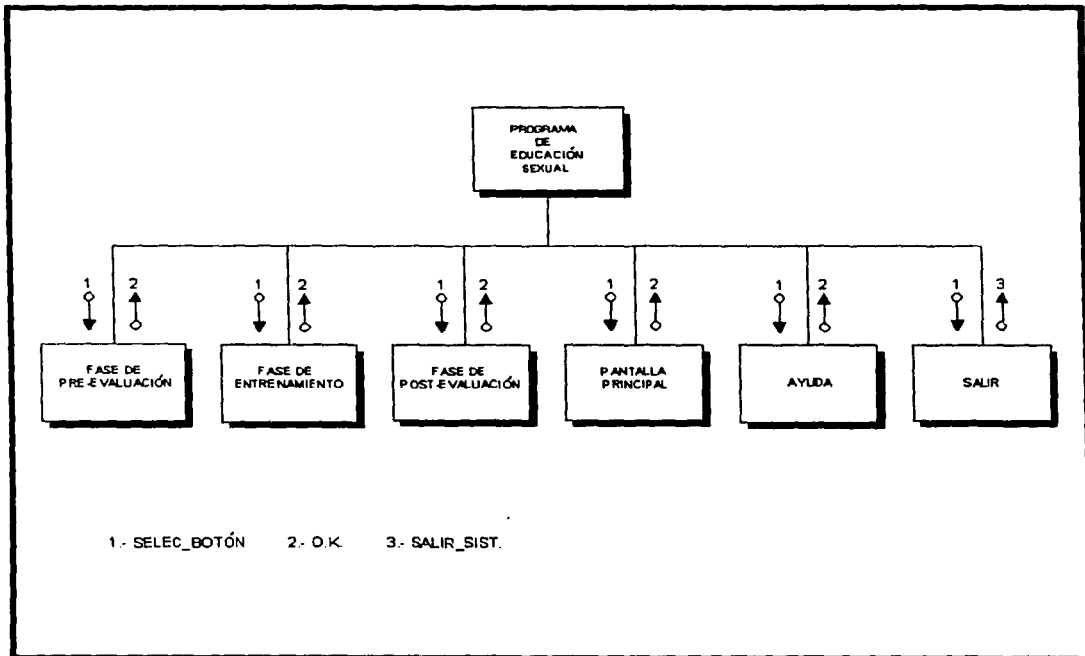 PROGRAMA
DE
EDUCACIÓN
SEXUAL
1 2 1 2 1 2 1 2 1 2 1 3
FASE DE
PRE-EVALUACIÓN
FASE DE
ENTRENAMIENTO
FASE DE
POST-EVALUACIÓN
PANTALLA
PRINCIPAL
AYUDA
SALIR
1.- SELEC_BOTÓN 2.- O.K. 3.- SALIR_SIST.